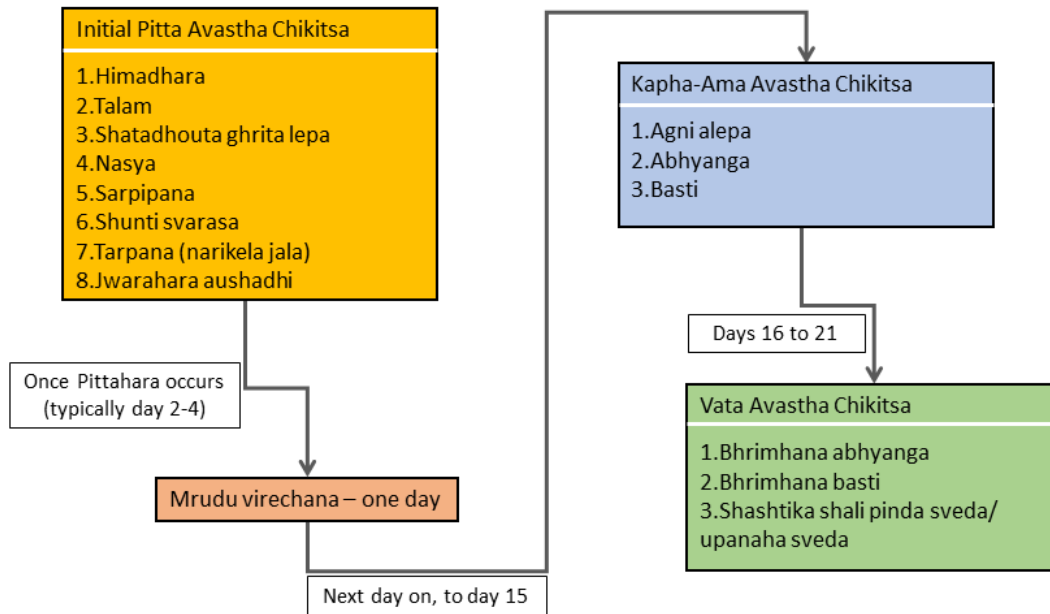 Initial Pitta Avastha Chikitsa
1.Himadhara
2.Talam
3.Shatadhouta ghrita lepa
4.Nasya
5.Sarpipana
6.Shunti svarasa
7.Tarpana (narikela jala)
8.Jwarahara aushadhi
Once Pittahara occurs
(typically day 2-4)
Mrudu virechana – one day
Next day on, to day 15
Kapha-Ama Avastha Chikitsa
1.Agni alepa
2.Abhyanga
3.Basti
Days 16 to 21
Vata Avastha Chikitsa
1.Bhrimhana abhyanga
2.Bhrimhana basti
3.Shashtika shali pinda sveda/
upanaha sveda